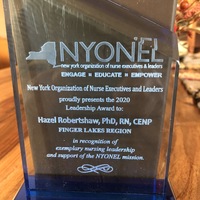 NYONEL
new york organization of nurse executives & leaders
ENGAGE » EDUCATE » EMPOWER
New York Organization of Nurse Executives and Leaders
proudly presents the 2020
Leadership Award to:
Hazel Robertshaw, PhD, RN, CENP
FINGER LAKES REGION
in recognition of
exemplary nursing leadership
and support of the NYONEL mission.